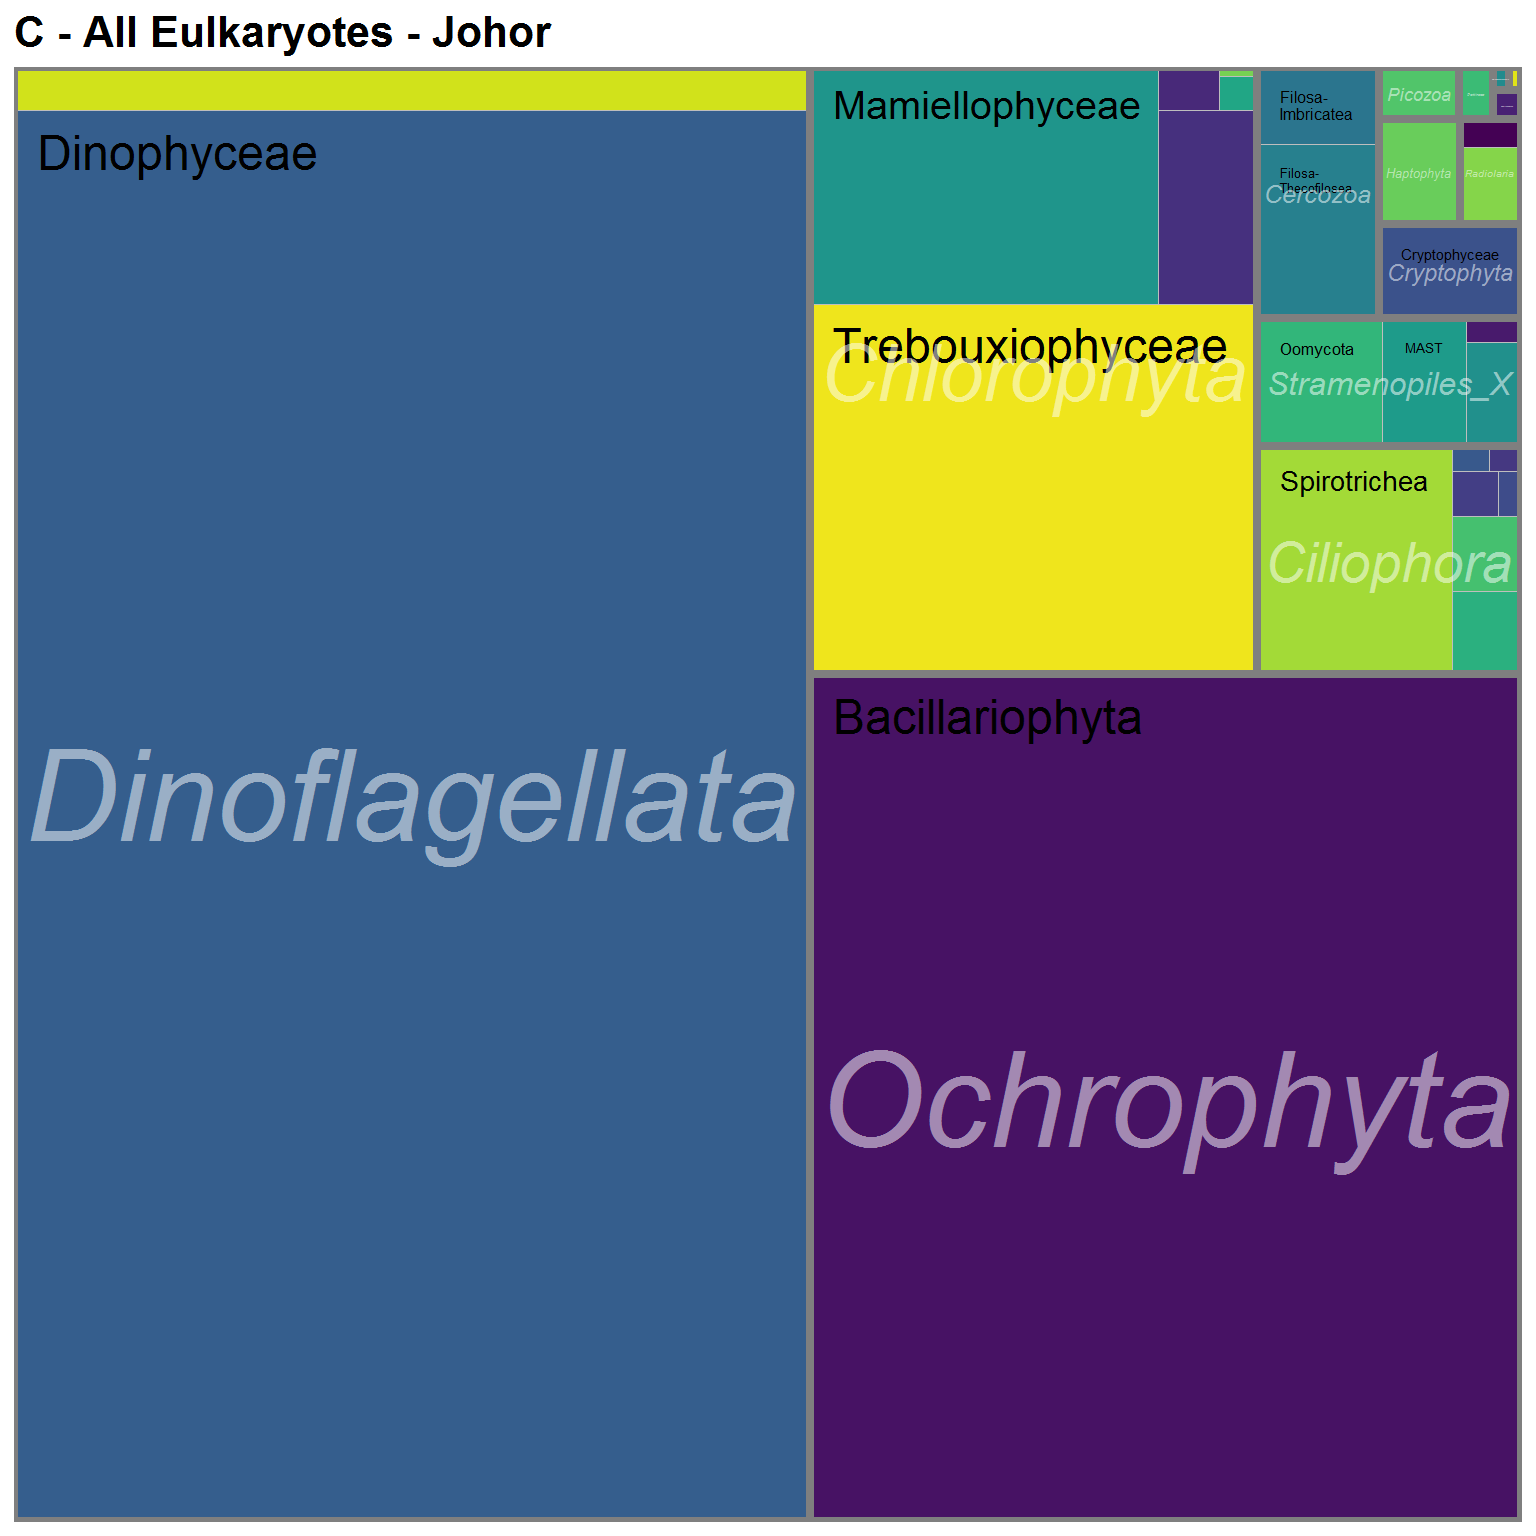 C - All Eulkaryotes - Johor
Dinophyceae
Dinoflagellata
Mamiellophyceae
Trebouxiophyceae
Chlorophyta
Bacillariophyta
Ochrophyta
Filosa-
Imbricatea
Filosa-
Thecofilosea
Cercozoa
Picozoa
Haptophyta
Radiolaria
Cryptophyceae
Cryptophyta
Oomycota
MAST
Stramenopiles_X
Spirotrichea
Ciliophora